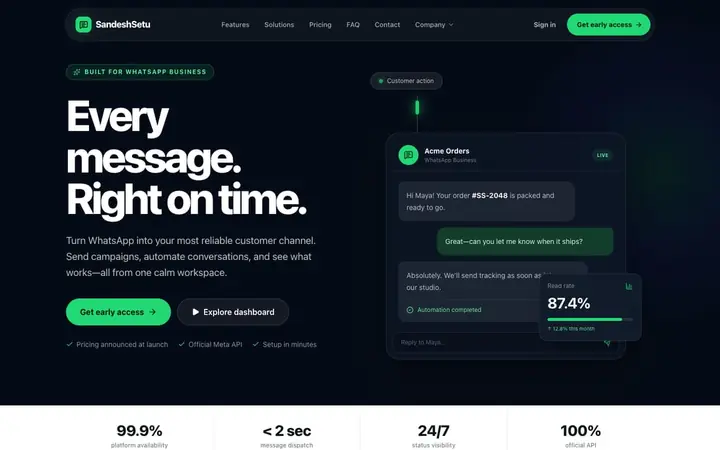 SandeshSetu
Features
Solutions
Pricing
FAQ
Contact
Company
Sign in
Get early access →
BUILT FOR WHATSAPP BUSINESS
Every
message.
Right on time.
Turn WhatsApp into your most reliable customer channel.
Send campaigns, automate conversations, and see what
works—all from one calm workspace.
Get early access →
Explore dashboard
Pricing announced at launch
Official Meta API
Setup in minutes
Customer action
Acme Orders
WhatsApp Business
LIVE
Hi Maya! Your order #SS-2048 is packed and
ready to go.
Great—can you let me know when it ships?
Absolutely. We'll send tracking as soon as
our studio.
Automation completed
Reply to Maya...
Read rate
87.4%
↑ 12.8% this month
99.9%
platform availability
< 2 sec
message dispatch
24/7
status visibility
100%
official API